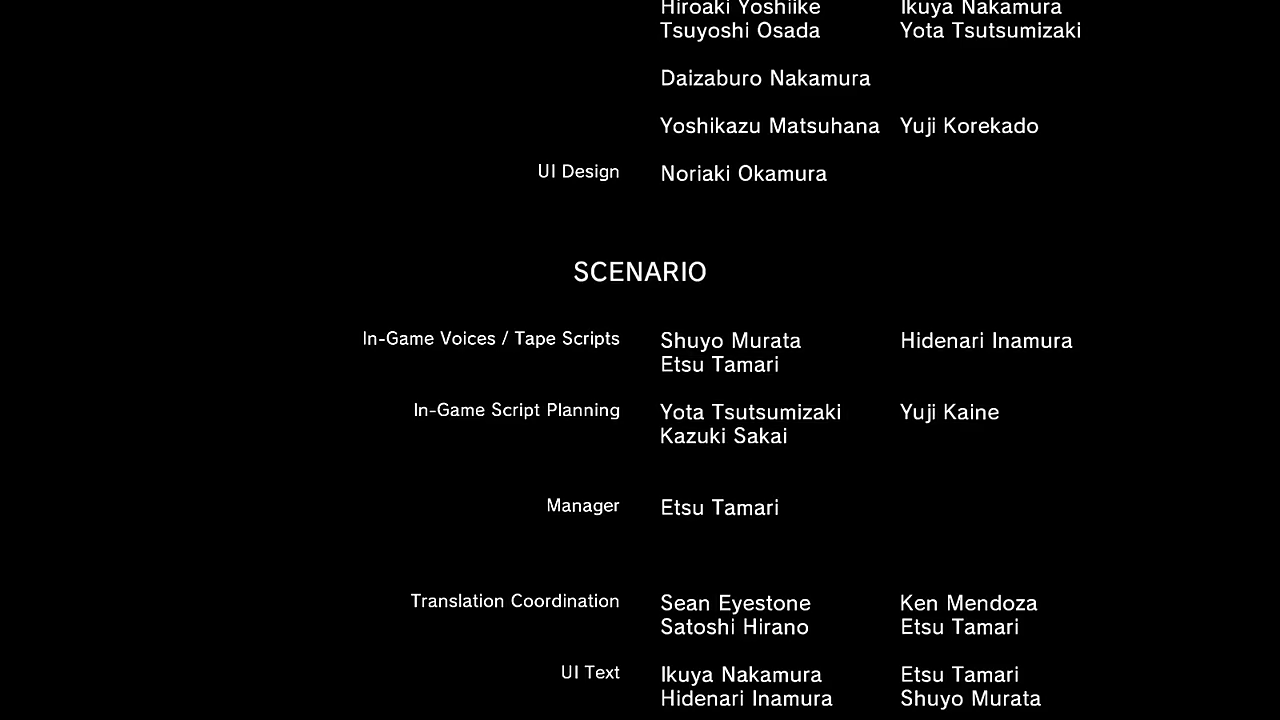 Hiroaki Yoshiike Ikuya Nakamura
Tsuyoshi Osada Yota Tsutsumizaki
Daizaburo Nakamura
Yoshikazu Matsuhana Yuji Korekado
UI Design Noriaki Okamura
SCENARIO
In-Game Voices / Tape Scripts Shuyo Murata Hidenari Inamura
Etsu Tamari
In-Game Script Planning Yota Tsutsumizaki Yuji Kaine
Kazuki Sakai
Manager Etsu Tamari
Translation Coordination Sean Eyestone Ken Mendoza
Satoshi Hirano Etsu Tamari
UI Text Ikuya Nakamura Etsu Tamari
Hidenari Inamura Shuyo Murata